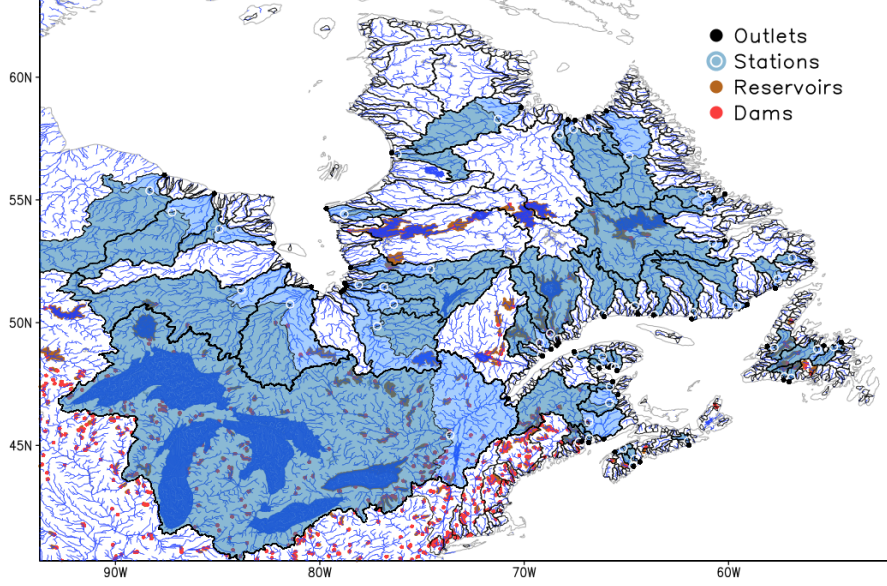 Outlets
Stations
Reservoirs
Dams
60N
55N
50N
45N
90W 80W 70W 60W